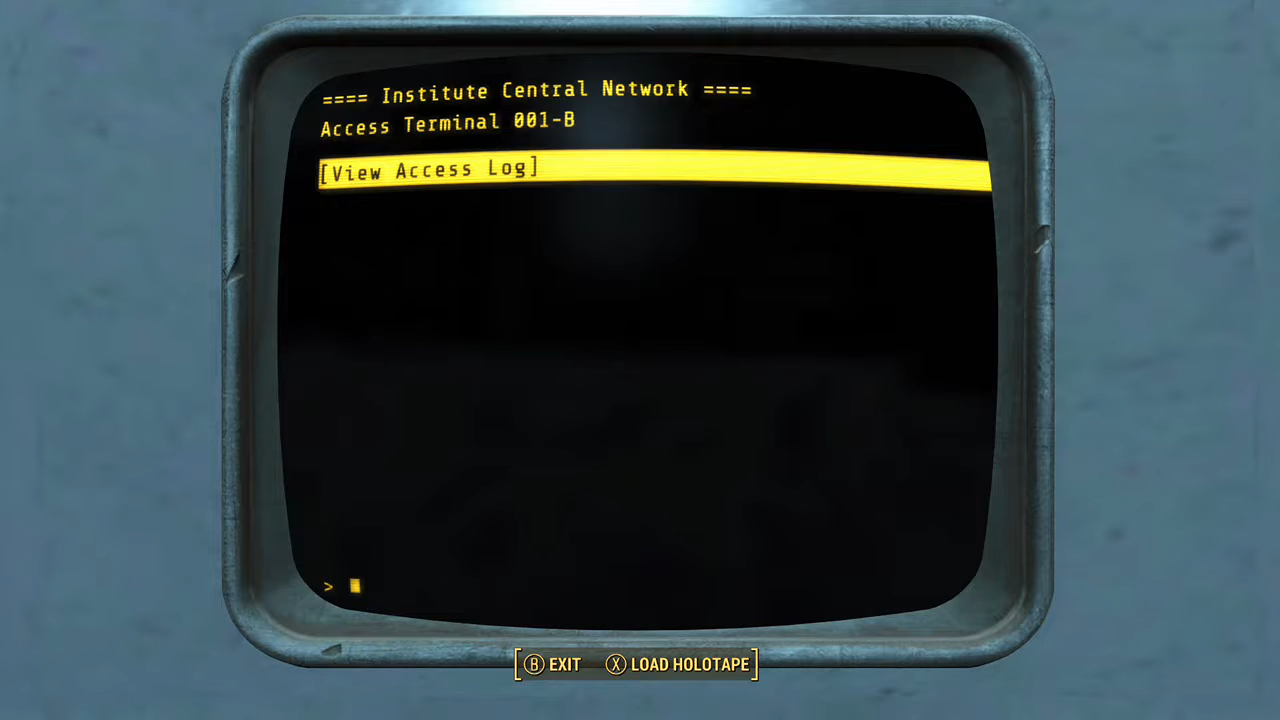 ==== Institute Central Network ====
Access Terminal 001-B
[View Access Log]
>
[Ⓑ EXIT Ⓧ LOAD HOLOTAPE]